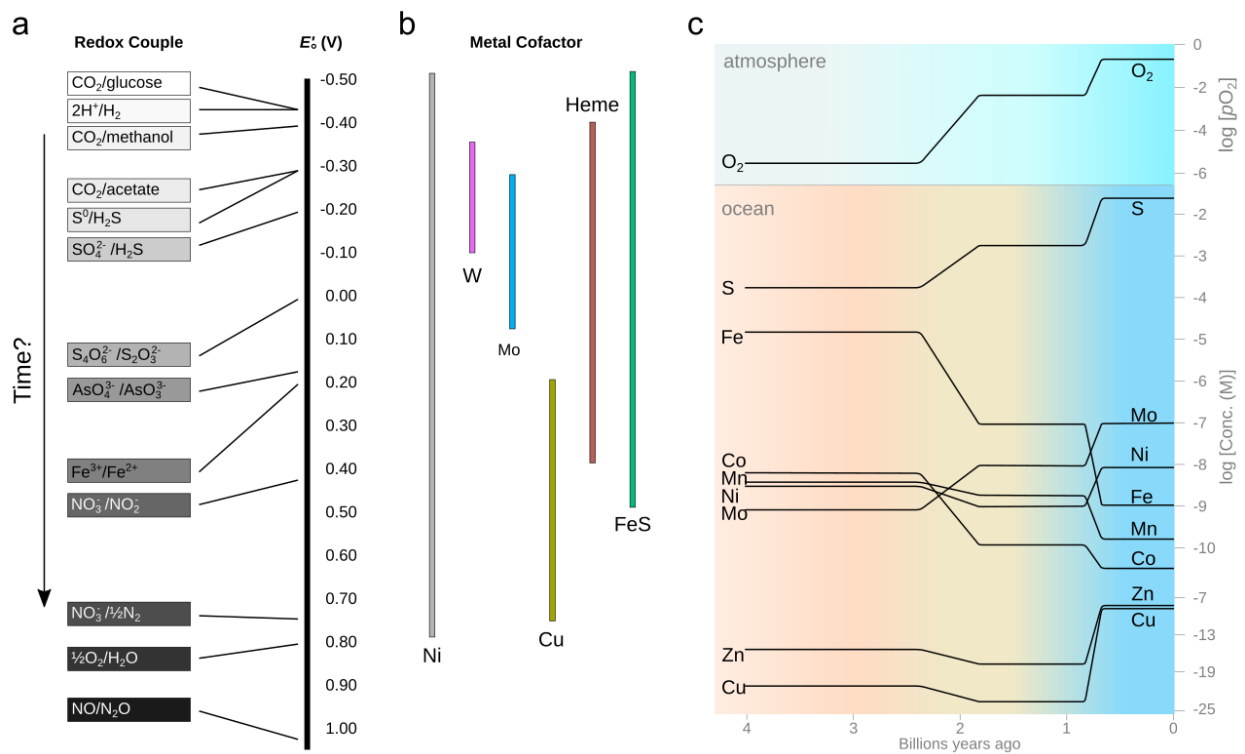 a
Redox Couple
E′₀ (V)
CO₂/glucose
2H⁺/H₂
CO₂/methanol
CO₂/acetate
S⁰/H₂S
SO₄²⁻ /H₂S
S₄O₆²⁻ /S₂O₃²⁻
AsO₄³⁻ /AsO₃³⁻
Fe³⁺/Fe²⁺
NO₃⁻/NO₂⁻
NO₃⁻/½N₂
½O₂/H₂O
NO/N₂O
Time?
-0.50
-0.40
-0.30
-0.20
-0.10
0.00
0.10
0.20
0.30
0.40
0.50
0.60
0.70
0.80
0.90
1.00
b
Metal Cofactor
Heme
W
Mo
FeS
Cu
Ni
c
atmosphere
O₂
O₂
0
-2
-4
-6
log [pO₂]
ocean
S
S
Fe
Co
Mn
Ni
Mo
Zn
Cu
Mo
Ni
Fe
Mn
Co
Zn
Cu
-2
-3
-4
-5
-6
-7
-8
-9
-10
-7
-13
-19
-25
log [Conc. (M)]
4
3
2
1
0
Billions years ago